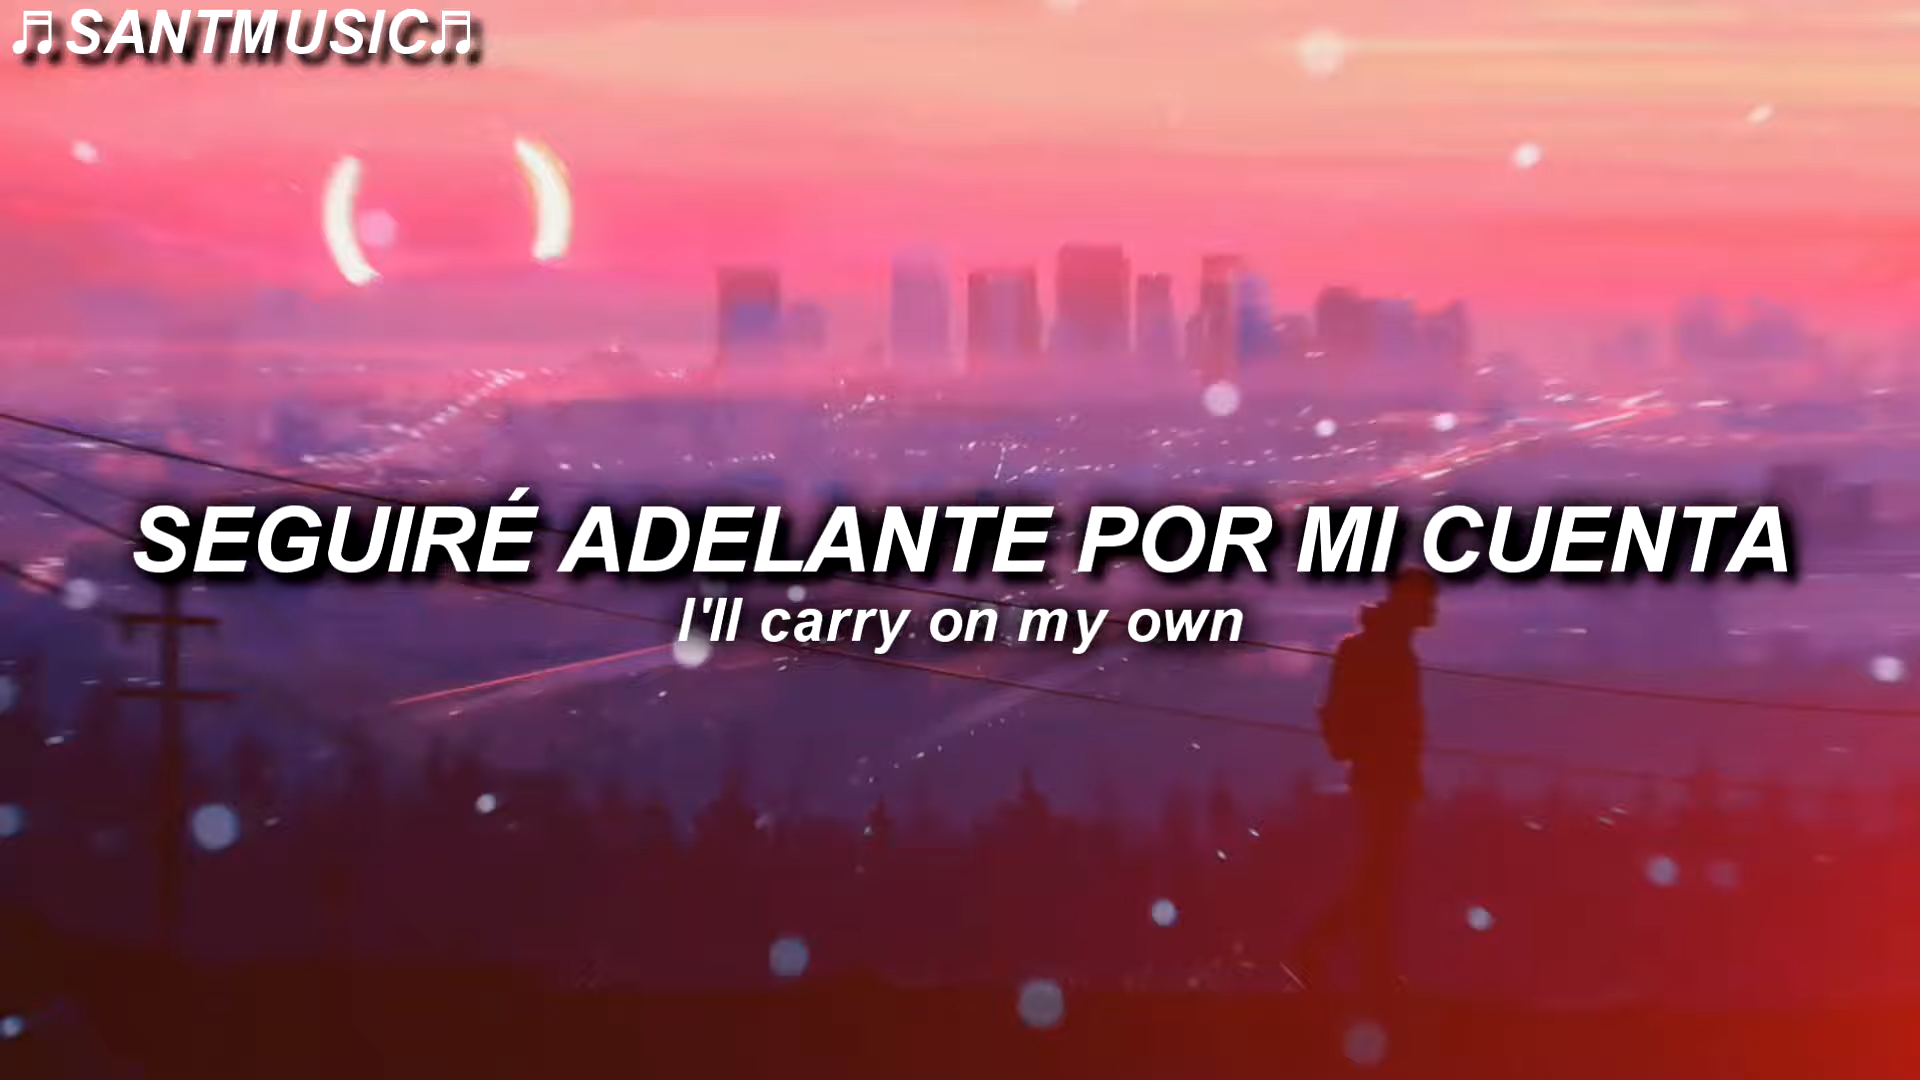 ♫SANTMUSIC♫
SEGUIRÉ ADELANTE POR MI CUENTA
I'll carry on my own